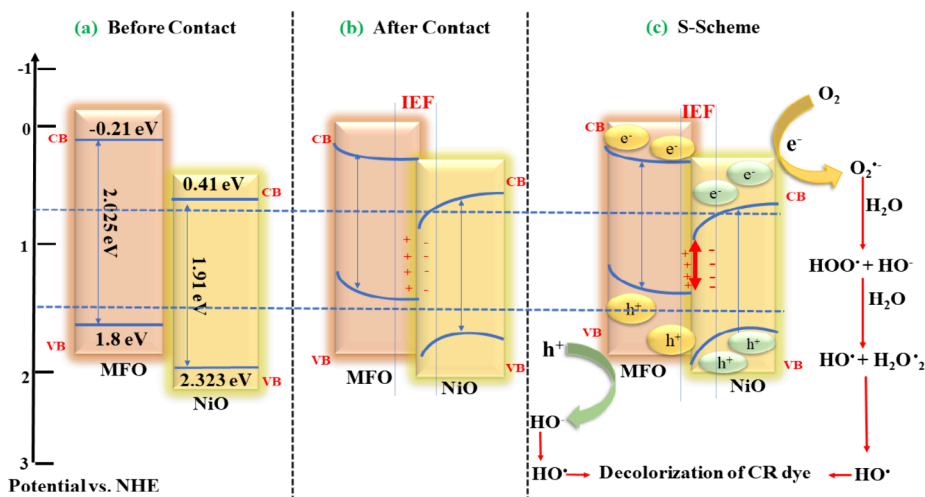 (a) Before Contact
(b) After Contact
(c) S-Scheme
-1
0
1
2
3
Potential vs. NHE
CB
-0.21 eV
2.025eV
1.8 eV
VB
MFO
0.41 eV
CB
1.91 eV
2.323 eV
VB
NiO
IEF
CB
CB
+ -
+ -
+ -
+ -
VB
VB
MFO
NiO
IEF
CB
e⁻
e⁻
e⁻
e⁻
CB
+ -
+ -
+ -
+ -
h⁺
h⁺
h⁺
h⁺
VB
VB
MFO
NiO
O₂
e⁻
O₂•⁻
H₂O
HOO• + HO⁻
H₂O
HO• + H₂O•₂
HO•
h⁺
HO⁻
HO•
Decolorization of CR dye